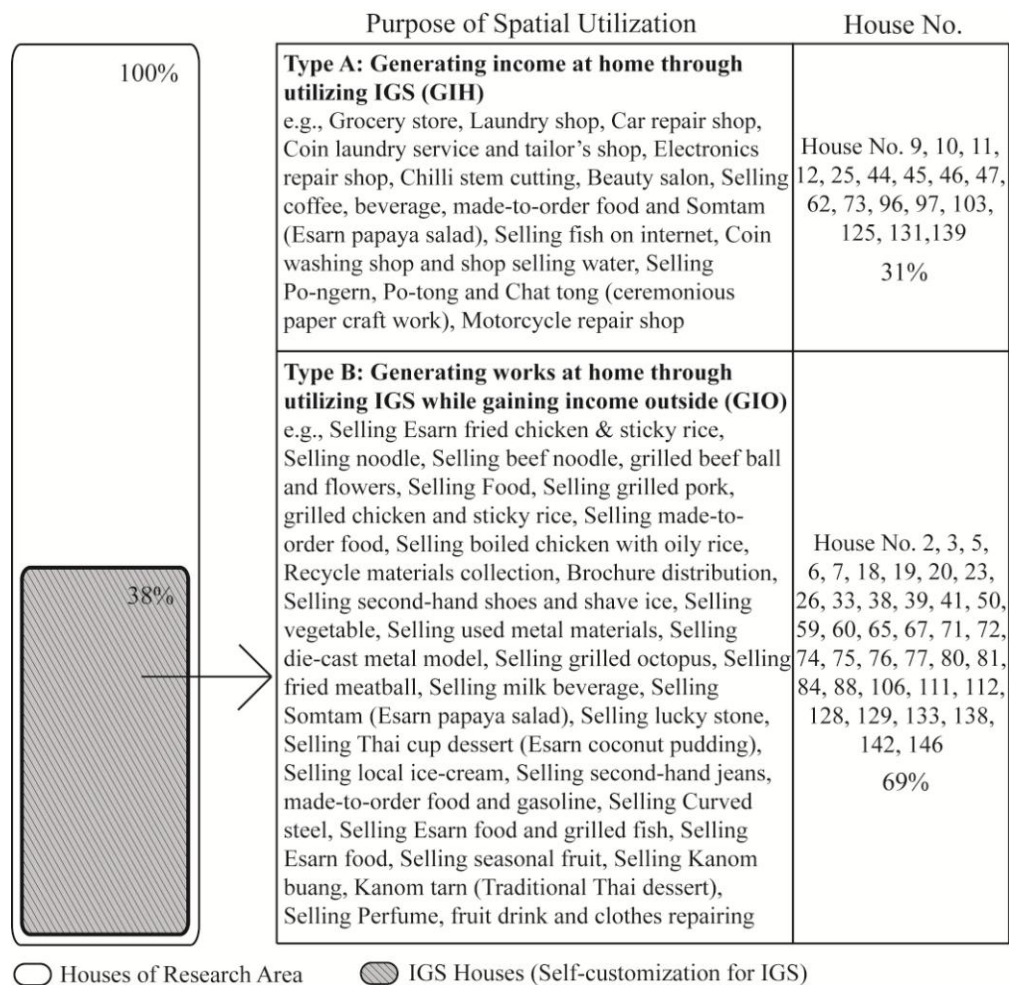 Purpose of Spatial Utilization
House No.
100%
38%
Type A: Generating income at home through
utilizing IGS (GIH)
e.g., Grocery store, Laundry shop, Car repair shop,
Coin laundry service and tailor's shop, Electronics
repair shop, Chilli stem cutting, Beauty salon, Selling
coffee, beverage, made-to-order food and Somtam
(Esarn papaya salad), Selling fish on internet, Coin
washing shop and shop selling water, Selling
Po-ngern, Po-tong and Chat tong (ceremonious
paper craft work), Motorcycle repair shop
House No. 9, 10, 11,
12, 25, 44, 45, 46, 47,
62, 73, 96, 97, 103,
125, 131,139
31%
Type B: Generating works at home through
utilizing IGS while gaining income outside (GIO)
e.g., Selling Esarn fried chicken & sticky rice,
Selling noodle, Selling beef noodle, grilled beef ball
and flowers, Selling Food, Selling grilled pork,
grilled chicken and sticky rice, Selling made-to-
order food, Selling boiled chicken with oily rice,
Recycle materials collection, Brochure distribution,
Selling second-hand shoes and shave ice, Selling
vegetable, Selling used metal materials, Selling
die-cast metal model, Selling grilled octopus, Selling
fried meatball, Selling milk beverage, Selling
Somtam (Esarn papaya salad), Selling lucky stone,
Selling Thai cup dessert (Esarn coconut pudding),
Selling local ice-cream, Selling second-hand jeans,
made-to-order food and gasoline, Selling Curved
steel, Selling Esarn food and grilled fish, Selling
Esarn food, Selling seasonal fruit, Selling Kanom
buang, Kanom tarn (Traditional Thai dessert),
Selling Perfume, fruit drink and clothes repairing
House No. 2, 3, 5,
6, 7, 18, 19, 20, 23,
26, 33, 38, 39, 41, 50,
59, 60, 65, 67, 71, 72,
74, 75, 76, 77, 80, 81,
84, 88, 106, 111, 112,
128, 129, 133, 138,
142, 146
69%
Houses of Research Area
IGS Houses (Self-customization for IGS)